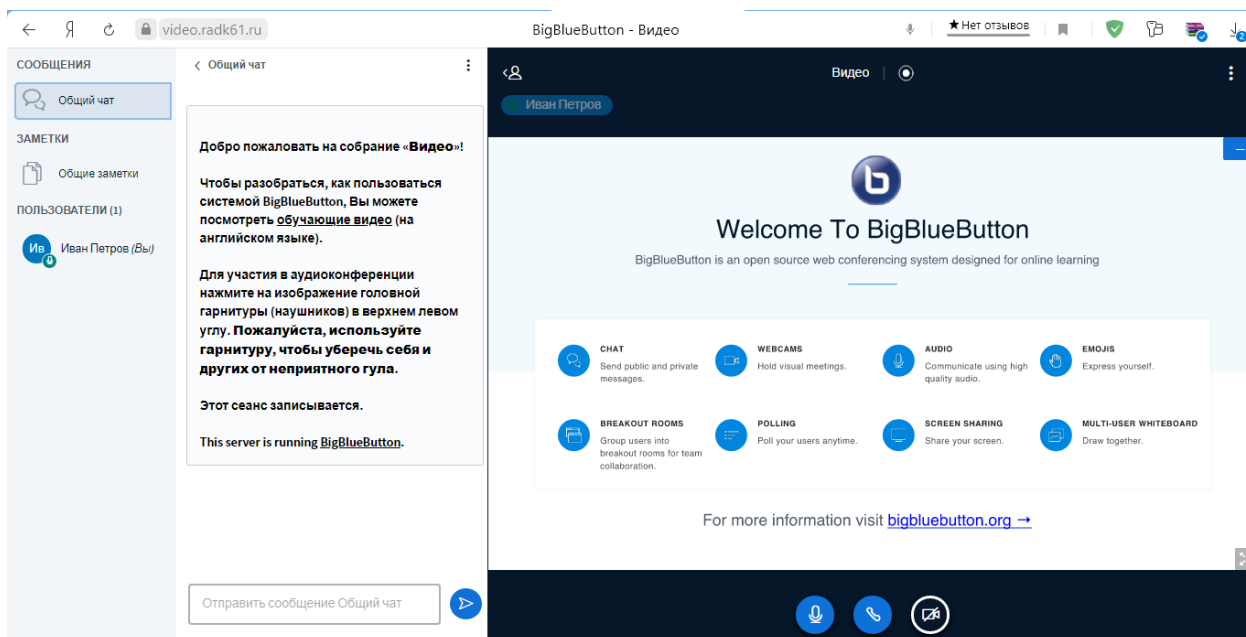 video.radk61.ru
BigBlueButton - Видео
★Нет отзывов
2
СООБЩЕНИЯ
Общий чат
ЗАМЕТКИ
Общие заметки
ПОЛЬЗОВАТЕЛИ (1)
Ив
Иван Петров (Вы)
Общий чат
Добро пожаловать на собрание «Видео»!
Чтобы разобраться, как пользоваться
системой BigBlueButton, Вы можете
посмотреть обучающие видео (на
английском языке).
Для участия в аудиоконференции
нажмите на изображение головной
гарнитуры (наушников) в верхнем левом
углу. Пожалуйста, используйте
гарнитуру, чтобы уберечь себя и
других от неприятного гула.
Этот сеанс записывается.
This server is running BigBlueButton.
Отправить сообщение Общий чат
Видео
Иван Петров
Welcome To BigBlueButton
BigBlueButton is an open source web conferencing system designed for online learning
CHAT
Send public and private
messages.
WEBCAMS
Hold visual meetings.
AUDIO
Communicate using high
quality audio.
EMOJIS
Express yourself.
BREAKOUT ROOMS
Group users into
breakout rooms for team
collaboration.
POLLING
Poll your users anytime.
SCREEN SHARING
Share your screen.
MULTI-USER WHITEBOARD
Draw together.
For more information visit bigbluebutton.org →